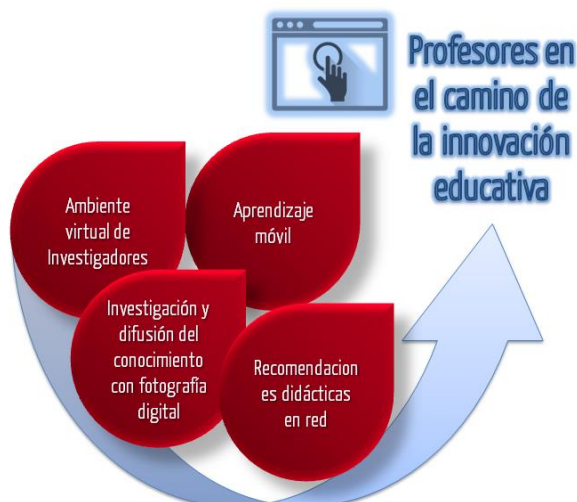 Profesores en
el camino de
la innovación
educativa
Ambiente
virtual de
Investigadores
Aprendizaje
móvil
Investigación y
difusión del
conocimiento
con fotografía
digital
Recomendacion
es didácticas
en red